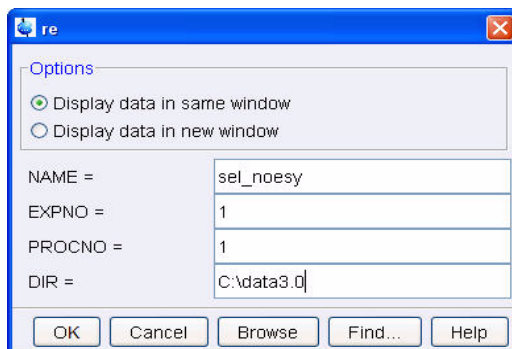 re
Options
Display data in same window
Display data in new window
NAME = sel_noesy
EXPNO = 1
PROCNO = 1
DIR = C:\data3.0
OK Cancel Browse Find... Help